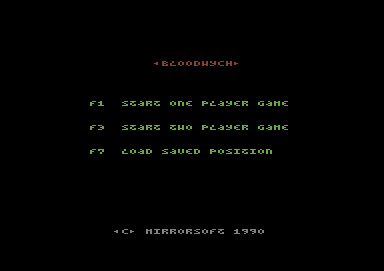 ◄BLOODWYCH►
F1 START ONE PLAYER GAME
F3 START TWO PLAYER GAME
F7 LOAD SAVED POSITION
◄C► MIRRORSOFT 1990